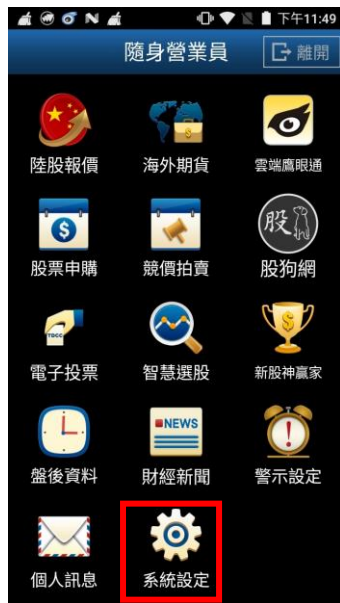 下午11:49
隨身營業員
離開
陸股報價
海外期貨
雲端鷹眼通
$
股
股票申購
競價拍賣
股狗網
TDCC
$
電子投票
智慧選股
新股神贏家
NEWS
盤後資料
財經新聞
警示設定
個人訊息
系統設定